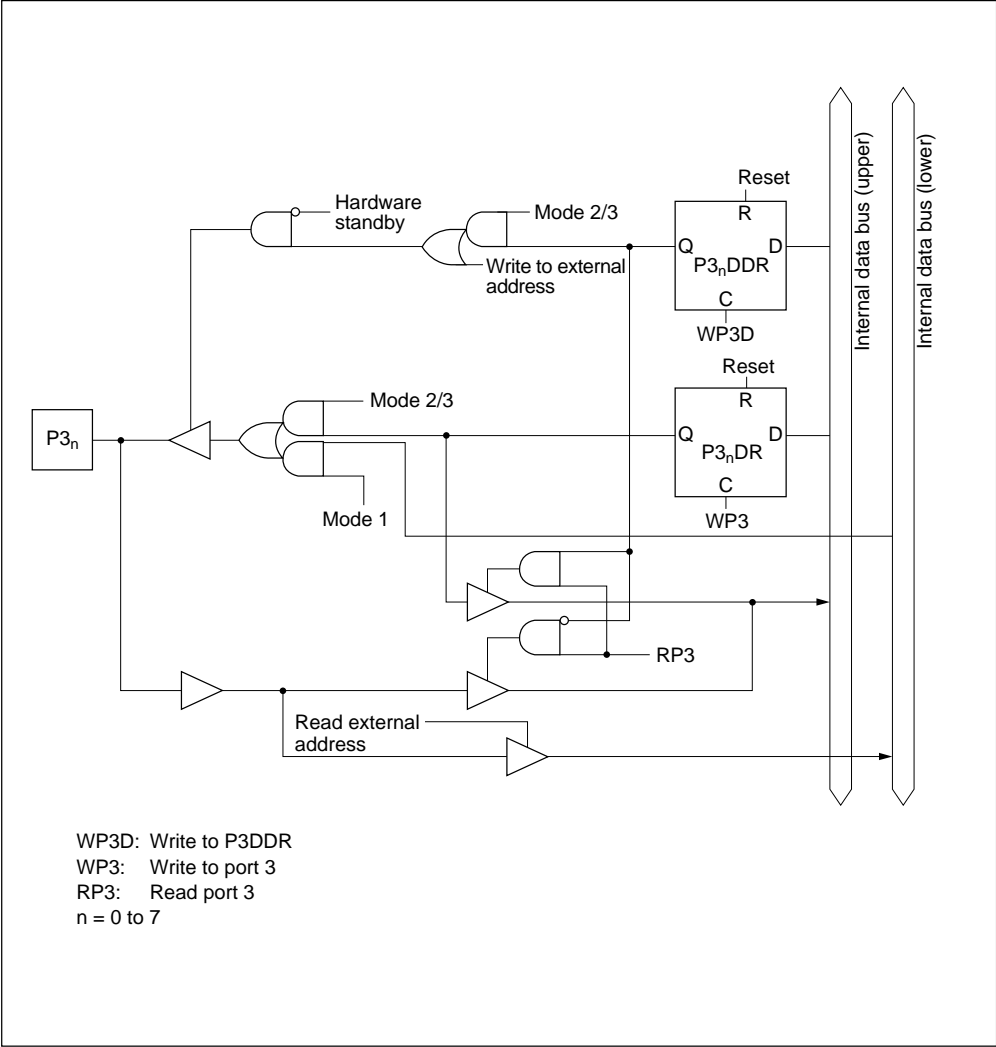 Reset
R
Q
D
P3nDDR
C
WP3D
Hardware
standby
Mode 2/3
Write to external
address
Internal data bus (upper)
Internal data bus (lower)
Reset
R
Q
D
P3nDR
C
WP3
Mode 2/3
P3n
Mode 1
RP3
Read external
address
WP3D: Write to P3DDR
WP3: Write to port 3
RP3: Read port 3
n = 0 to 7